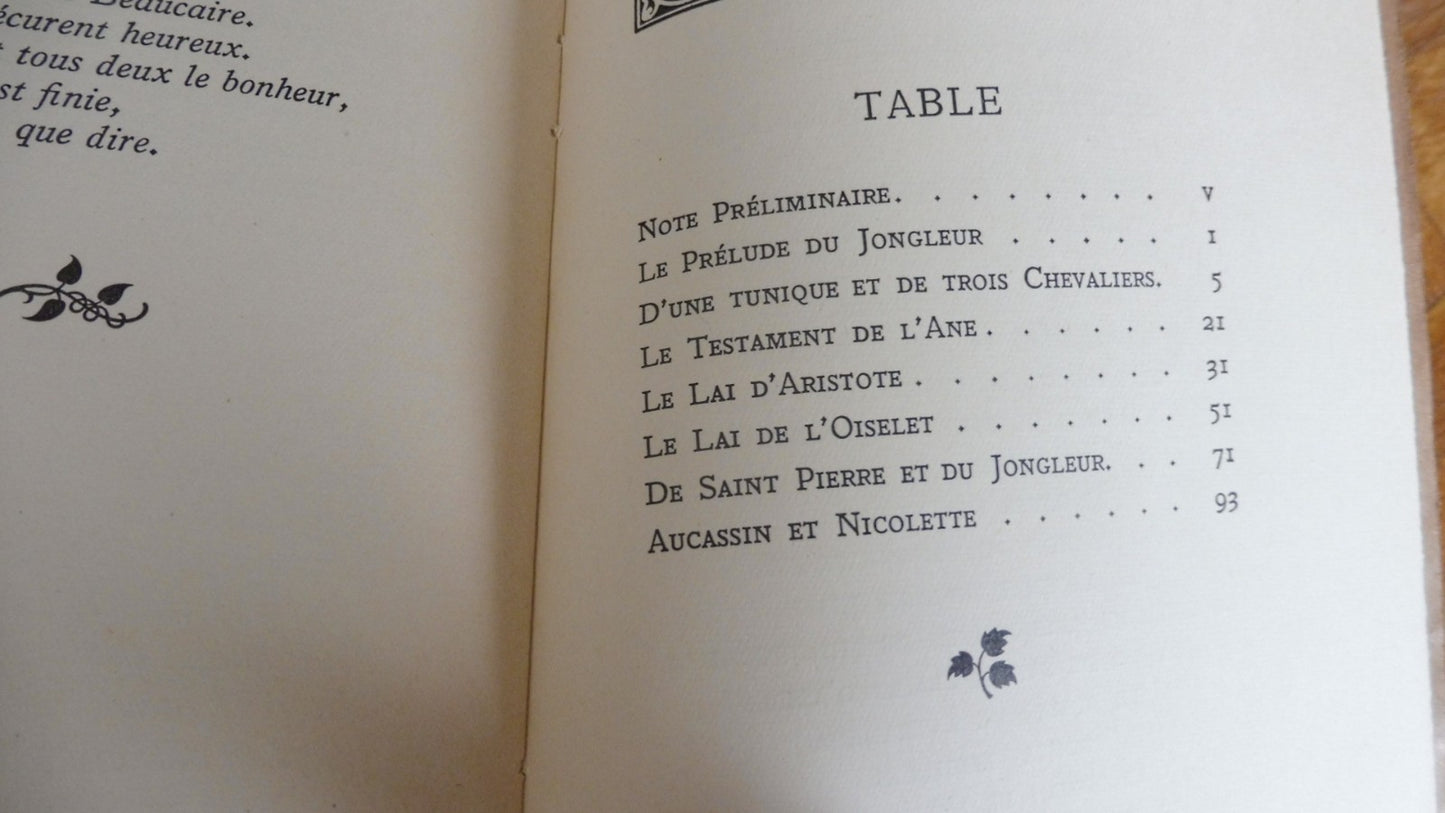 Beaucaire.
écurent heureux.
tous deux le bonheur,
st finie,
que dire.
TABLE
NOTE PRÉLIMINAIRE. . . . . . . . V
LE PRÉLUDE DU JONGLEUR . . . . . 1
D'UNE TUNIQUE ET DE TROIS CHEVALIERS. 5
LE TESTAMENT DE L'ANE . . . . . . 21
LE LAI D'ARISTOTE . . . . . . . . 31
LE LAI DE L'OISELET . . . . . . . 51
DE SAINT PIERRE ET DU JONGLEUR. . . 71
AUCASSIN ET NICOLETTE . . . . . . 93